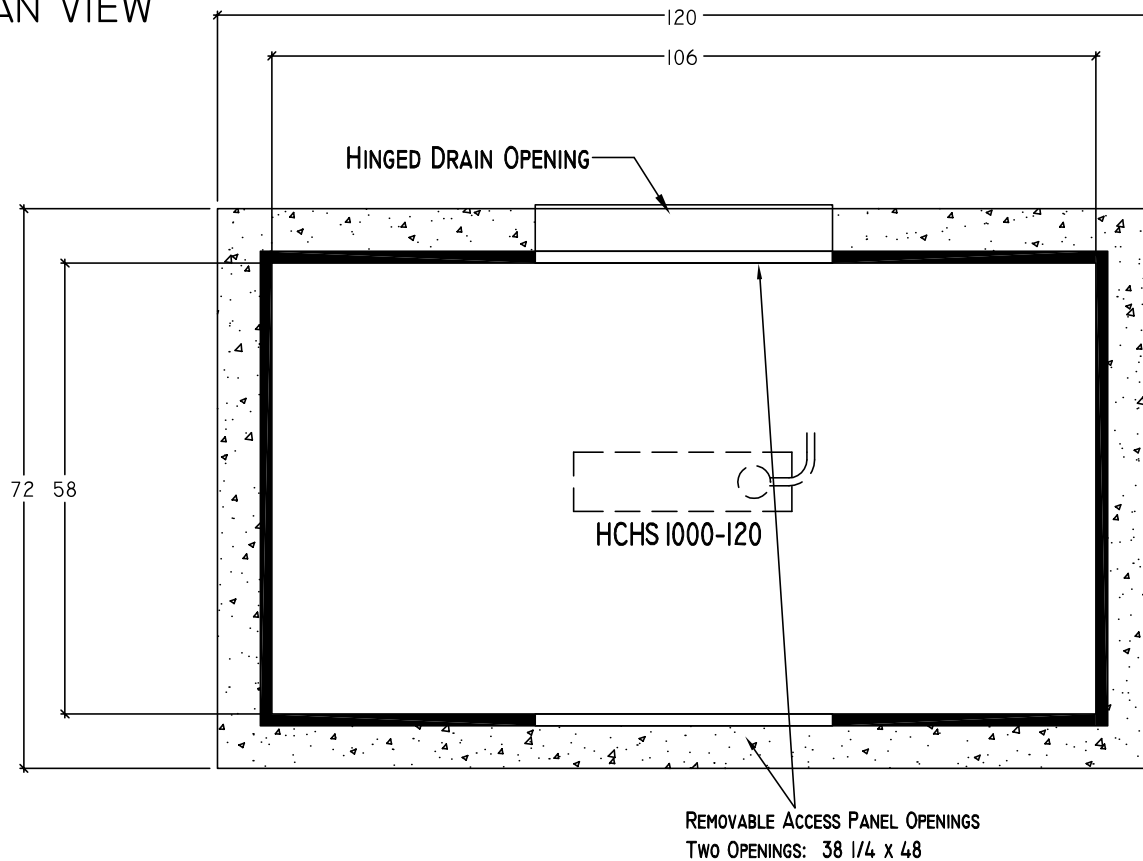 AN VIEW
120
106
HINGED DRAIN OPENING
72 58
HCHS 1000-120
REMOVABLE ACCESS PANEL OPENINGS
TWO OPENINGS: 38 1/4 X 48